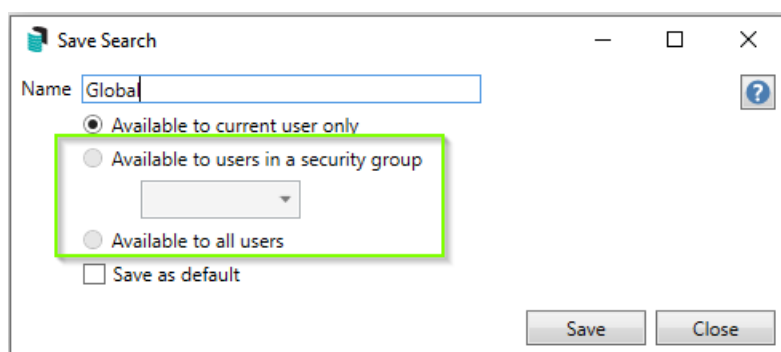 Save Search
Name Global
Available to current user only
Available to users in a security group
Available to all users
Save as default
Save Close